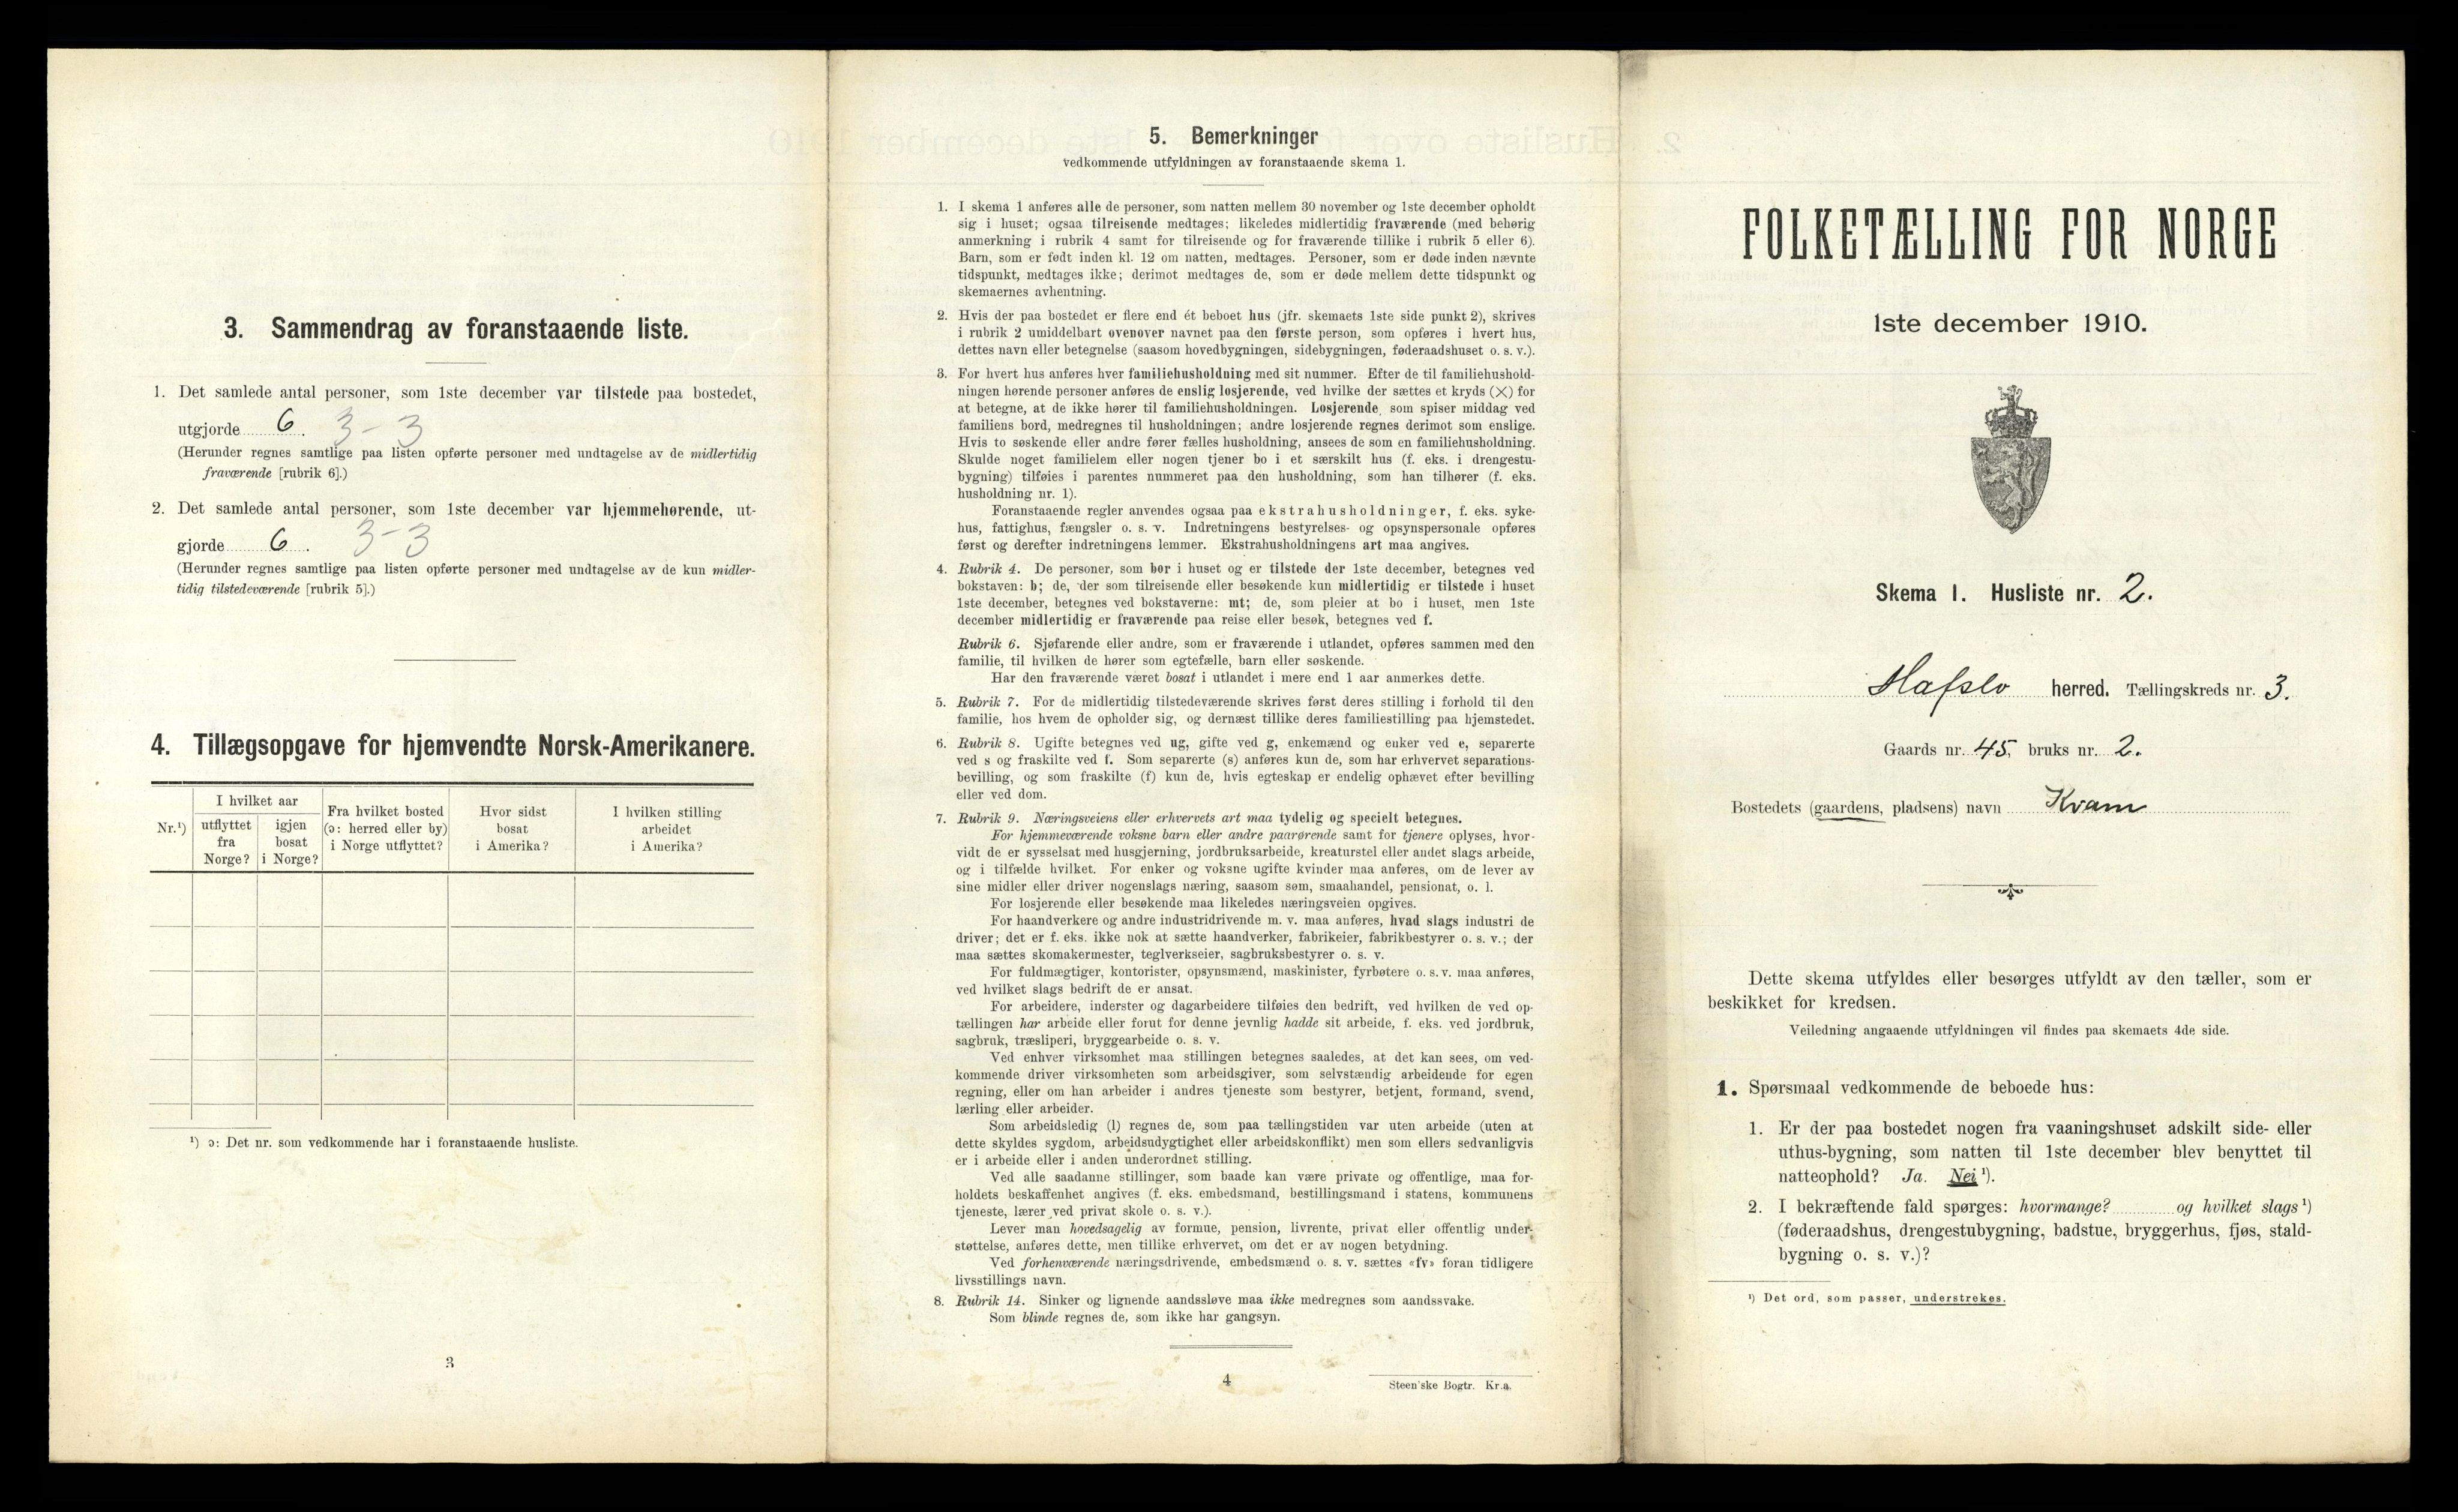 3. Sammendrag av foranstaaende liste.
1. Det samlede antal personer, som 1ste december var tilstede paa bostedet,
utgjorde 6. 3-3
(Herunder regnes samtlige paa listen opførte personer med undtagelse av de midlertidig
fraværende [rubrik 6].)
2. Det samlede antal personer, som 1ste december var hjemmehørende, ut-
gjorde 6. 3-3
(Herunder regnes samtlige paa listen opførte personer med undtagelse av de kun midler-
tidig tilstedeværende [rubrik 5].)
4. Tillægsopgave for hjemvendte Norsk-Amerikanere.
Nr.¹)
I hvilket aar
utflyttet
fra
Norge?
igjen
bosat
i Norge?
Fra hvilket bosted
(ɔ: herred eller by)
i Norge utflyttet?
Hvor sidst
bosat
i Amerika?
I hvilken stilling
arbeidet
i Amerika?
¹) ɔ: Det nr. som vedkommende har i foranstaaende husliste.
3
5. Bemerkninger
vedkommende utfyldningen av foranstaaende skema 1.
1. I skema 1 anføres alle de personer, som natten mellem 30 november og 1ste december opholdt
sig i huset; ogsaa tilreisende medtages; likeledes midlertidig fraværende (med behørig
anmerkning i rubrik 4 samt for tilreisende og for fraværende tillike i rubrik 5 eller 6).
Barn, som er født inden kl. 12 om natten, medtages. Personer, som er døde inden nævnte
tidspunkt, medtages ikke; derimot medtages de, som er døde mellem dette tidspunkt og
skemaernes avhentning.
2. Hvis der paa bostedet er flere end ét beboet hus (jfr. skemaets 1ste side punkt 2), skrives
i rubrik 2 umiddelbart ovenover navnet paa den første person, som opføres i hvert hus,
dettes navn eller betegnelse (saasom hovedbygningen, sidebygningen, føderaadshuset o. s. v.).
3. For hvert hus anføres hver familiehusholdning med sit nummer. Efter de til familiehushold-
ningen hørende personer anføres de enslig losjerende, ved hvilke der sættes et kryds (×) for
at betegne, at de ikke hører til familiehusholdningen. Losjerende, som spiser middag ved
familiens bord, medregnes til husholdningen; andre losjerende regnes derimot som enslige.
Hvis to søskende eller andre fører fælles husholdning, ansees de som en familiehusholdning.
Skulde noget familielem eller nogen tjener bo i et særskilt hus (f. eks. i drengestu-
bygning) tilføies i parentes nummeret paa den husholdning, som han tilhører (f. eks.
husholdning nr. 1).
Foranstaaende regler anvendes ogsaa paa ekstrahusholdninger, f. eks. syke-
hus, fattighus, fængsler o. s. v. Indretningens bestyrelses- og opsynspersonale opføres
først og derefter indretningens lemmer. Ekstrahusholdningens art maa angives.
4. Rubrik 4. De personer, som bor i huset og er tilstede der 1ste december, betegnes ved
bokstaven: b; de, der som tilreisende eller besøkende kun midlertidig er tilstede i huset
1ste december, betegnes ved bokstaverne: mt; de, som pleier at bo i huset, men 1ste
december midlertidig er fraværende paa reise eller besøk, betegnes ved f.
Rubrik 6. Sjøfarende eller andre, som er fraværende i utlandet, opføres sammen med den
familie, til hvilken de hører som egtefælle, barn eller søskende.
Har den fraværende været bosat i utlandet i mere end 1 aar anmerkes dette.
5. Rubrik 7. For de midlertidig tilstedeværende skrives først deres stilling i forhold til den
familie, hos hvem de opholder sig, og dernæst tillike deres familiestilling paa hjemstedet.
6. Rubrik 8. Ugifte betegnes ved ug, gifte ved g, enkemænd og enker ved e, separerte
ved s og fraskilte ved f. Som separerte (s) anføres kun de, som har erhvervet separations-
bevilling, og som fraskilte (f) kun de, hvis egteskap er endelig ophævet efter bevilling
eller ved dom.
7. Rubrik 9. Næringsveiens eller erhvervets art maa tydelig og specielt betegnes.
For hjemmeværende voksne barn eller andre paarørende samt for tjenere oplyses, hvor-
vidt de er sysselsat med husgjerning, jordbruksarbeide, kreaturstel eller andet slags arbeide,
og i tilfælde hvilket. For enker og voksne ugifte kvinder maa anføres, om de lever av
sine midler eller driver nogenslags næring, saasom søm, smaahandel, pensionat, o. l.
For losjerende eller besøkende maa likeledes næringsveien opgives.
For haandverkere og andre industridrivende m. v. maa anføres, hvad slags industri de
driver; det er f. eks. ikke nok at sætte haandverker, fabrikeier, fabrikbestyrer o. s. v.; der
maa sættes skomakermester, teglverkseier, sagbruksbestyrer o. s. v.
For fuldmægtiger, kontorister, opsynsmænd, maskinister, fyrbøtere o. s. v. maa anføres,
ved hvilket slags bedrift de er ansat.
For arbeidere, inderster og dagarbeidere tilføies den bedrift, ved hvilken de ved op-
tællingen har arbeide eller forut for denne jevnlig hadde sit arbeide, f. eks. ved jordbruk,
sagbruk, træsliperi, bryggearbeide o. s. v.
Ved enhver virksomhet maa stillingen betegnes saaledes, at det kan sees, om ved-
kommende driver virksomheten som arbeidsgiver, som selvstændig arbeidende for egen
regning, eller om han arbeider i andres tjeneste som bestyrer, betjent, formand, svend,
lærling eller arbeider.
Som arbeidsledig (l) regnes de, som paa tællingstiden var uten arbeide (uten at
dette skyldes sygdom, arbeidsudygtighet eller arbeidskonflikt) men som ellers sedvanligvis
er i arbeide eller i anden underordnet stilling.
Ved alle saadanne stillinger, som baade kan være private og offentlige, maa for-
holdets beskaffenhet angives (f. eks. embedsmand, bestillingsmand i statens, kommunens
tjeneste, lærer ved privat skole o. s. v.).
Lever man hovedsagelig av formue, pension, livrente, privat eller offentlig under-
støttelse, anføres dette, men tillike erhvervet, om det er av nogen betydning.
Ved forhenværende næringsdrivende, embedsmænd o. s. v. sættes «fv» foran tidligere
livsstillings navn.
8. Rubrik 14. Sinker og lignende aandssløve maa ikke medregnes som aandssvake.
Som blinde regnes de, som ikke har gangsyn.
4
Steen'ske Bogtr. Kr.a.
FOLKETÆLLING FOR NORGE
1ste december 1910.
Skema 1. Husliste nr. 2.
Hafslo herred. Tællingskreds nr. 3.
Gaards nr. 45, bruks nr. 2.
Bostedets (gaardens, pladsens) navn Kvam
Dette skema utfyldes eller besørges utfyldt av den tæller, som er
beskikket for kredsen.
Veiledning angaaende utfyldningen vil findes paa skemaets 4de side.
1. Spørsmaal vedkommende de beboede hus:
1. Er der paa bostedet nogen fra vaaningshuset adskilt side- eller
uthus-bygning, som natten til 1ste december blev benyttet til
natteophold? Ja. Nei ¹).
2. I bekræftende fald spørges: hvormange? og hvilket slags ¹)
(føderaadshus, drengestubygning, badstue, bryggerhus, fjøs, stald-
bygning o. s. v.)?
¹) Det ord, som passer, understrekes.